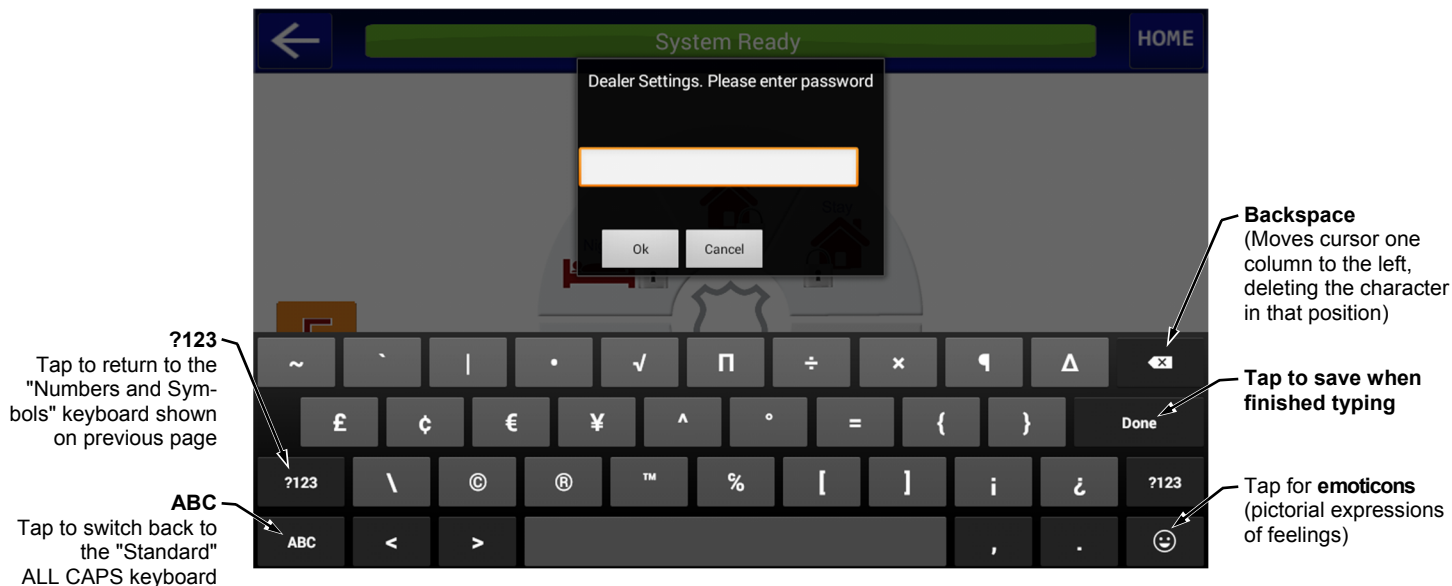 System Ready
HOME
Dealer Settings. Please enter password
Stay
Ok Cancel
Backspace
(Moves cursor one
column to the left,
deleting the character
in that position)
?123
Tap to return to the
"Numbers and Sym-
bols" keyboard shown
on previous page
~ ` | • √ Π ÷ × ¶ Δ
Tap to save when
finished typing
£ ¢ € ¥ ^ ° = { } Done
?123 \ © ® ™ ℅ [ ] ¡ ¿ ?123
ABC
Tap to switch back to
the "Standard"
ALL CAPS keyboard
Tap for emoticons
(pictorial expressions
of feelings)
ABC < > , .